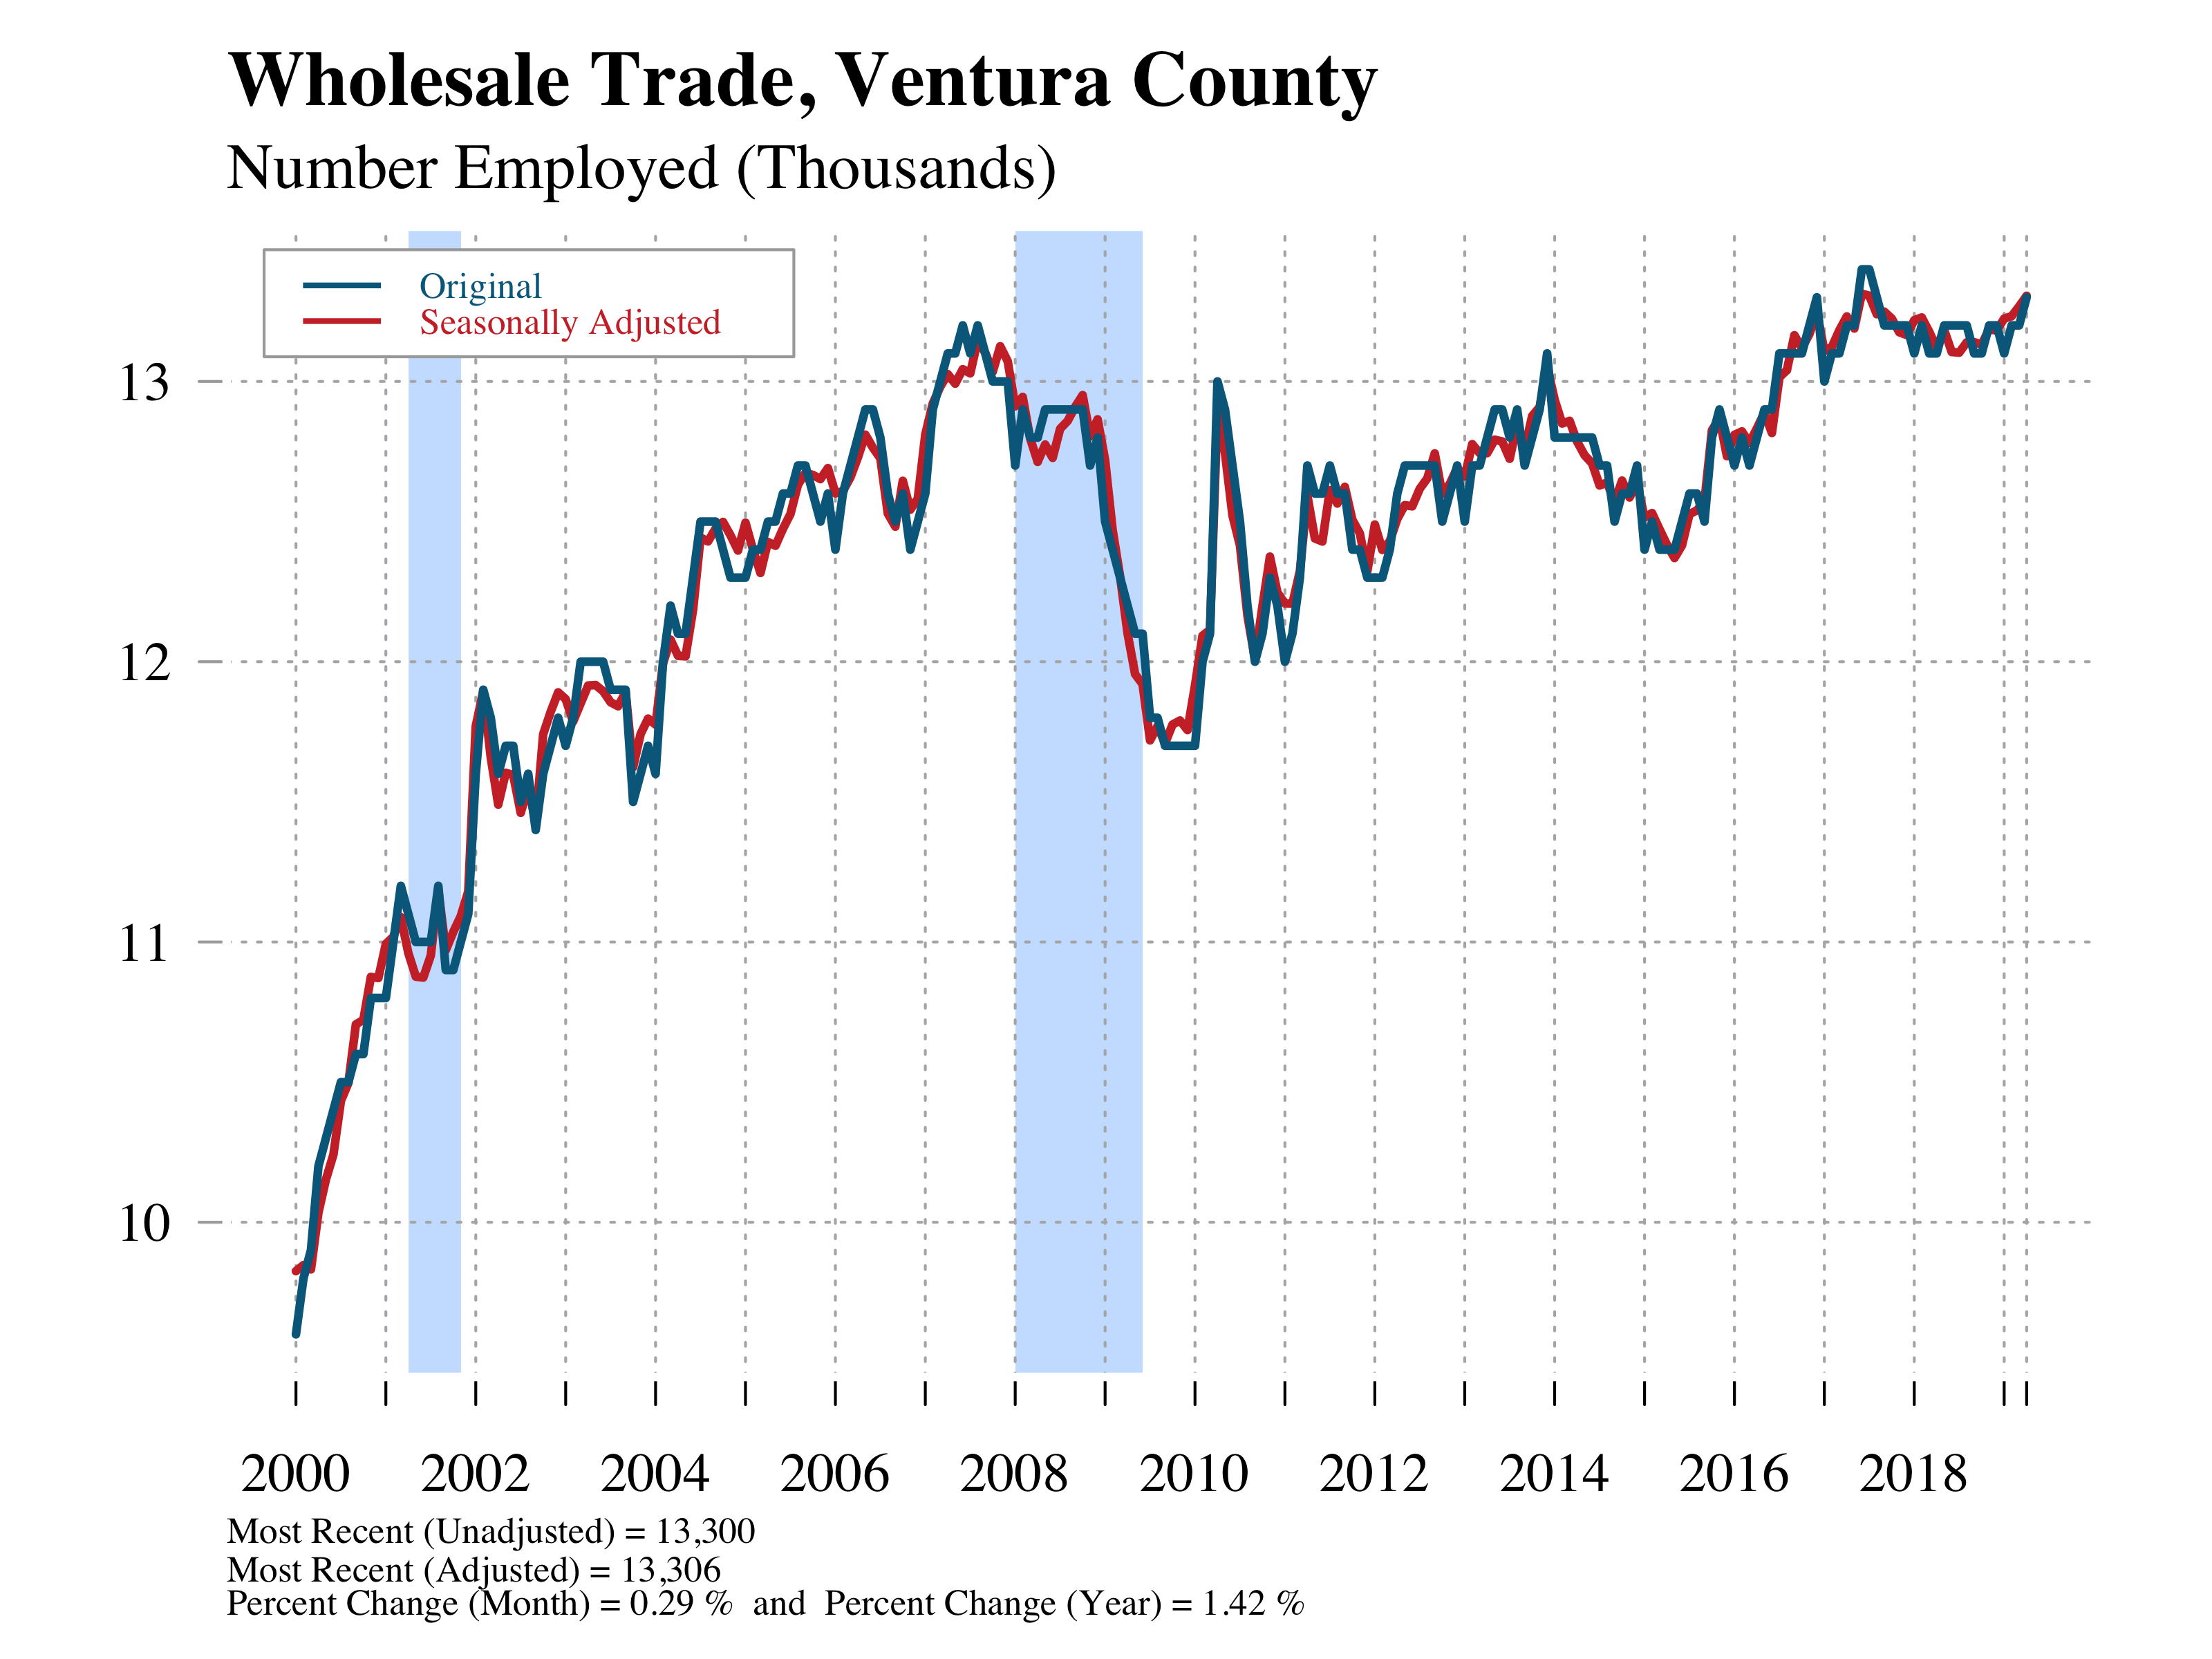 Wholesale Trade, Ventura County
Number Employed (Thousands)
Original
Seasonally Adjusted
13
12
11
10
2000 2002 2004 2006 2008 2010 2012 2014 2016 2018
Most Recent (Unadjusted) = 13,300
Most Recent (Adjusted) = 13,306
Percent Change (Month) = 0.29 % and Percent Change (Year) = 1.42 %